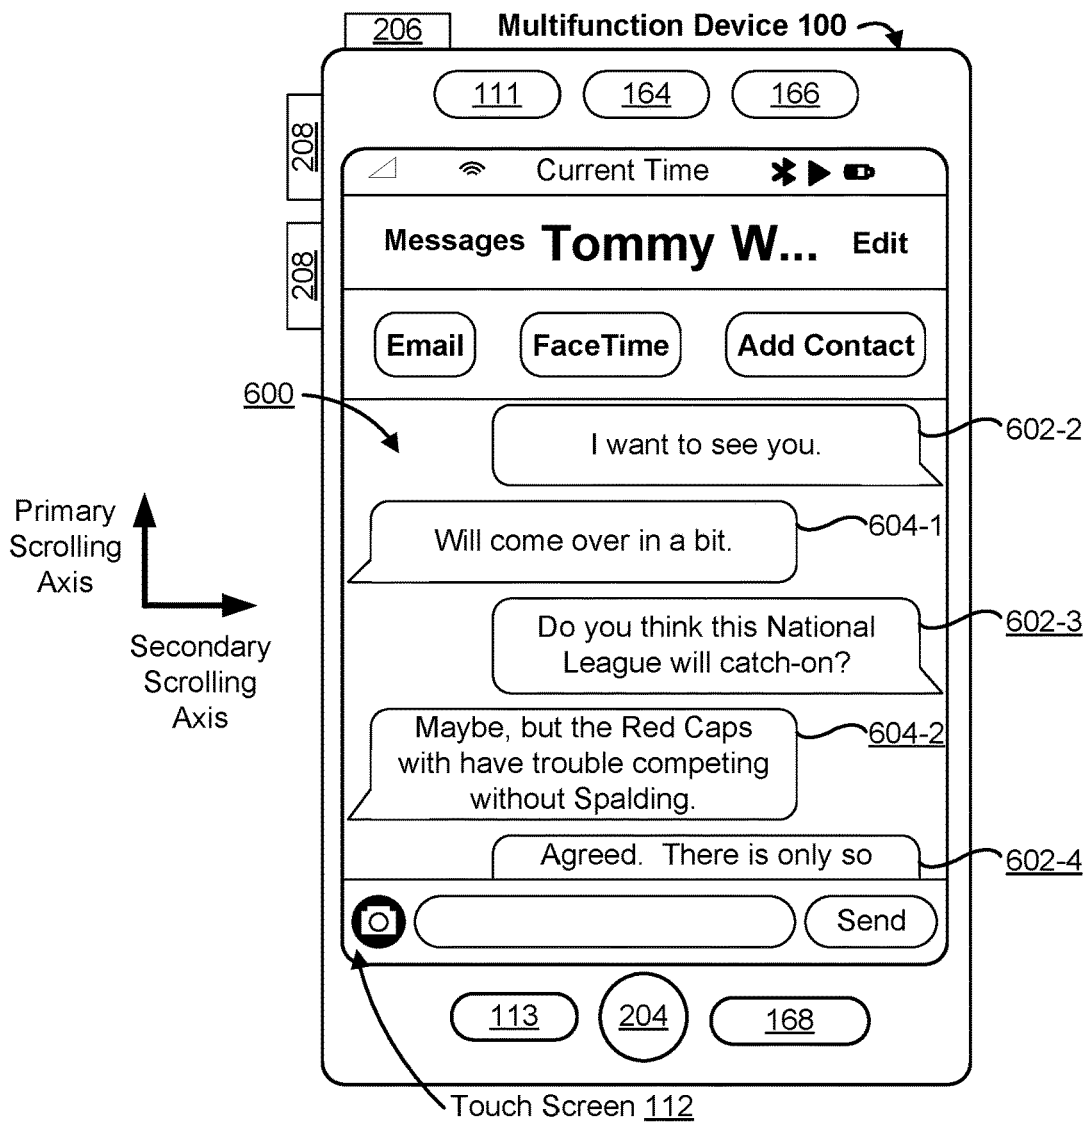 206
Multifunction Device 100
111
164
166
208
208
Current Time
Messages
Tommy W...
Edit
Email
FaceTime
Add Contact
600
I want to see you.
602-2
Will come over in a bit.
604-1
Primary
Scrolling
Axis
Secondary
Scrolling
Axis
Do you think this National
League will catch-on?
602-3
Maybe, but the Red Caps
with have trouble competing
without Spalding.
604-2
Agreed.  There is only so
602-4
Send
113
204
168
Touch Screen 112